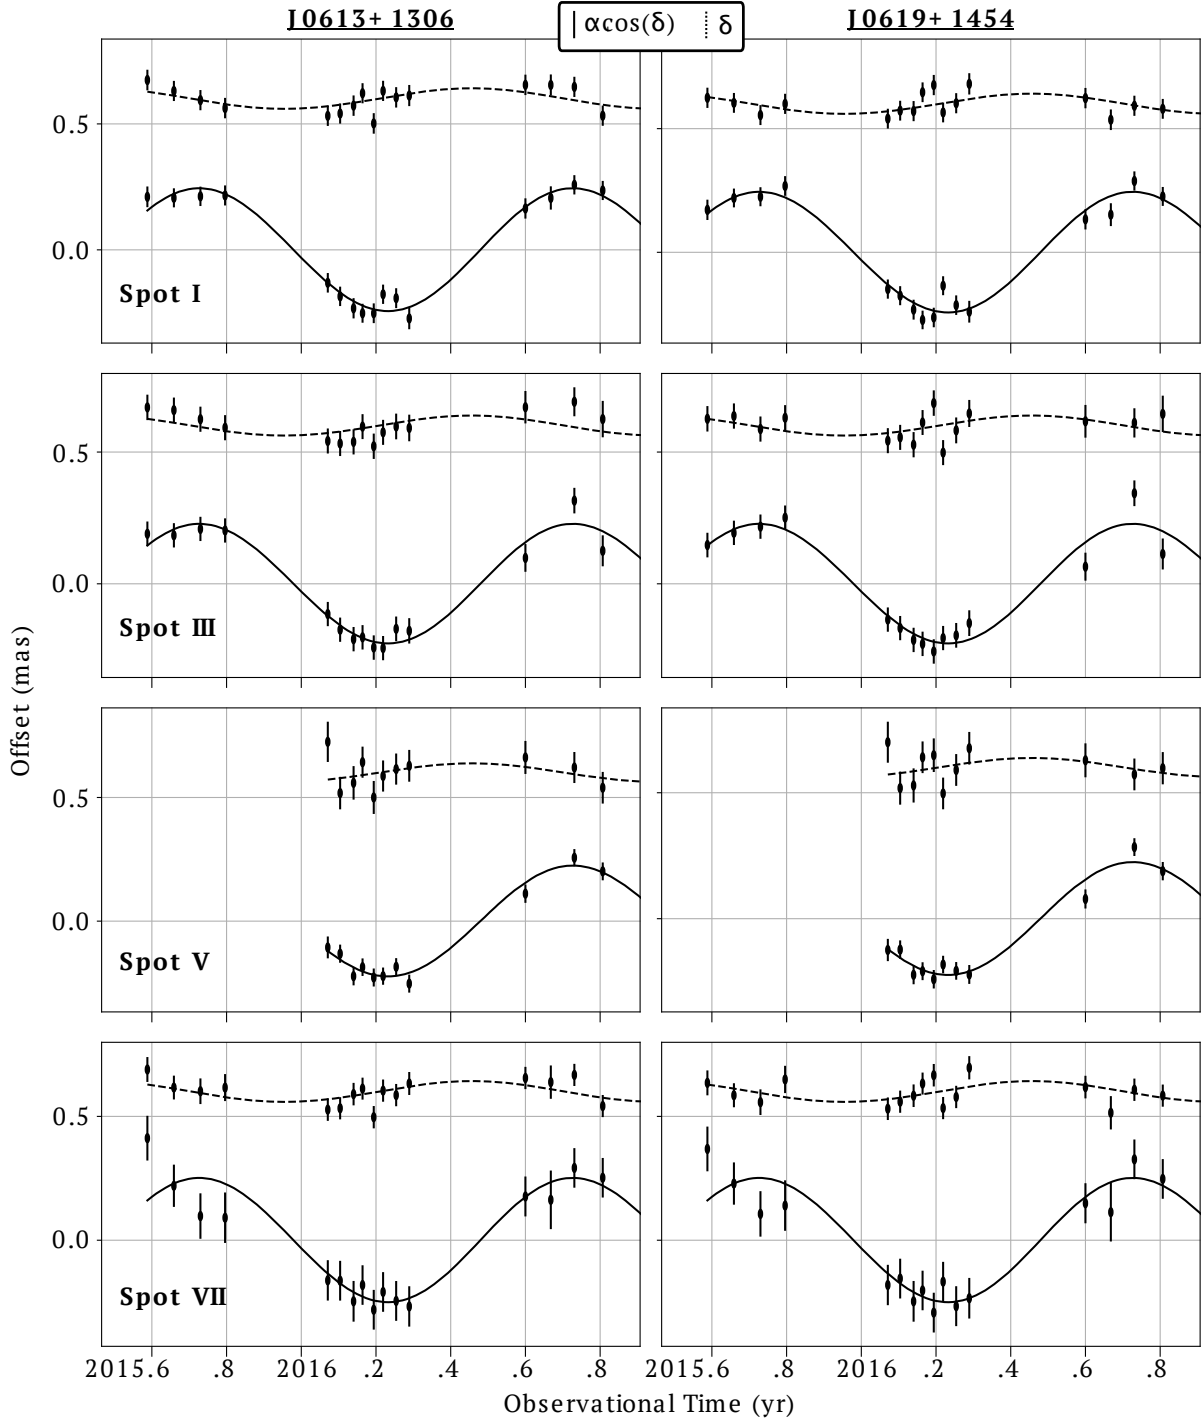 J0613+1306
αcos(δ) δ
J0619+1454
0.5
0.0
Spot I
0.5
0.0
Spot III
Offset (mas)
0.5
0.0
Spot V
0.5
0.0
Spot VII
2015.6 .8 2016 .2 .4 .6 .8 2015.6 .8 2016 .2 .4 .6 .8
Observational Time (yr)